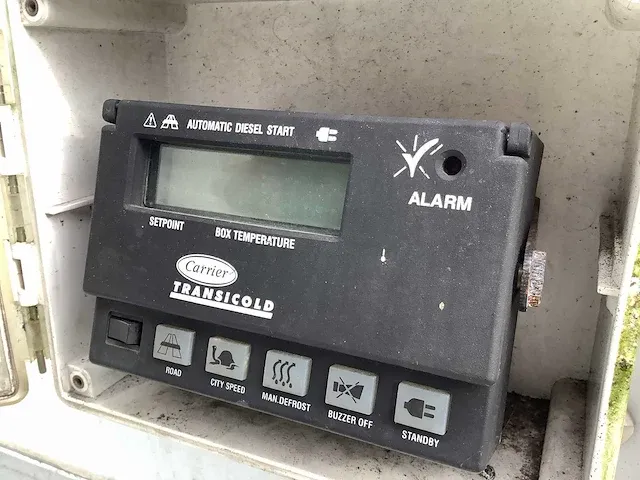 AUTOMATIC DIESEL START
ALARM
SETPOINT
BOX TEMPERATURE
Carrier
TRANSICOLD
ROAD
CITY SPEED
MAN.DEFROST
BUZZER OFF
STANDBY